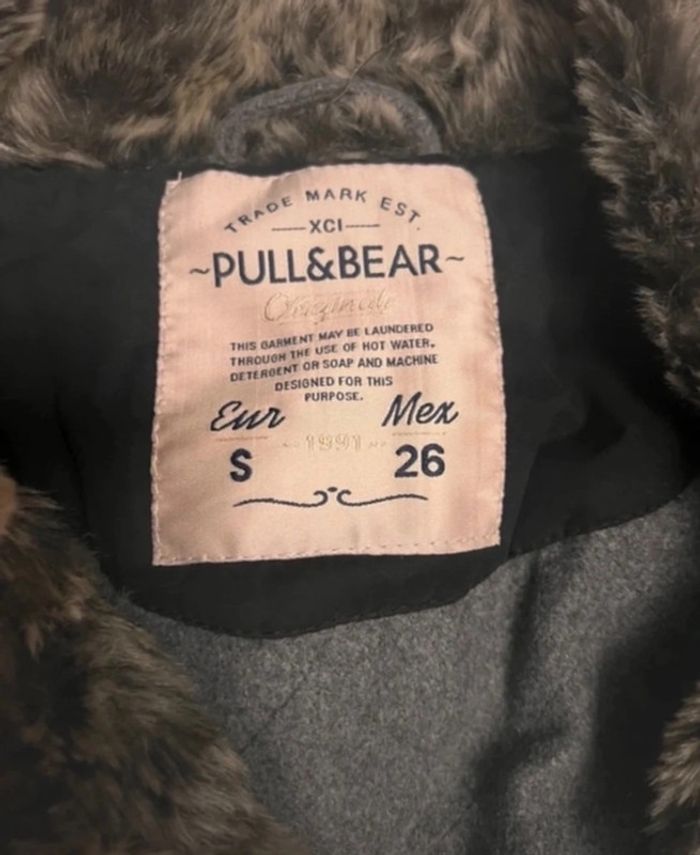 TRADE MARK EST.
XCI
~PULL&BEAR~
Originals
THIS GARMENT MAY BE LAUNDERED
THROUGH THE USE OF HOT WATER,
DETERGENT OR SOAP AND MACHINE
DESIGNED FOR THIS
PURPOSE.
Eur Mex
~1991~
S 26